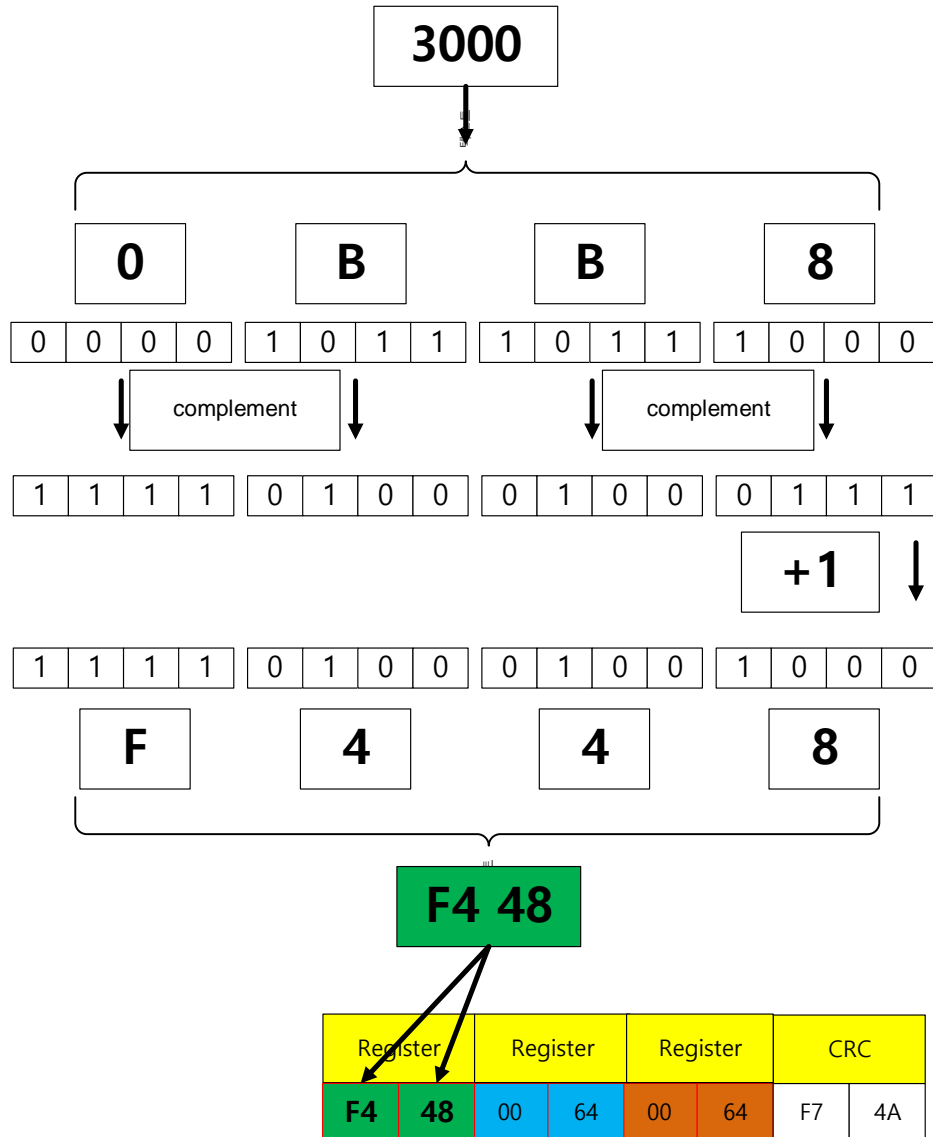 3000
0 B B 8
0 0 0 0 1 0 1 1 1 0 1 1 1 0 0 0
complement complement
1 1 1 1 0 1 0 0 0 1 0 0 0 1 1 1
+1
1 1 1 1 0 1 0 0 0 1 0 0 1 0 0 0
F 4 4 8
F4 48
Register Register Register CRC
F4 48 00 64 00 64 F7 4A